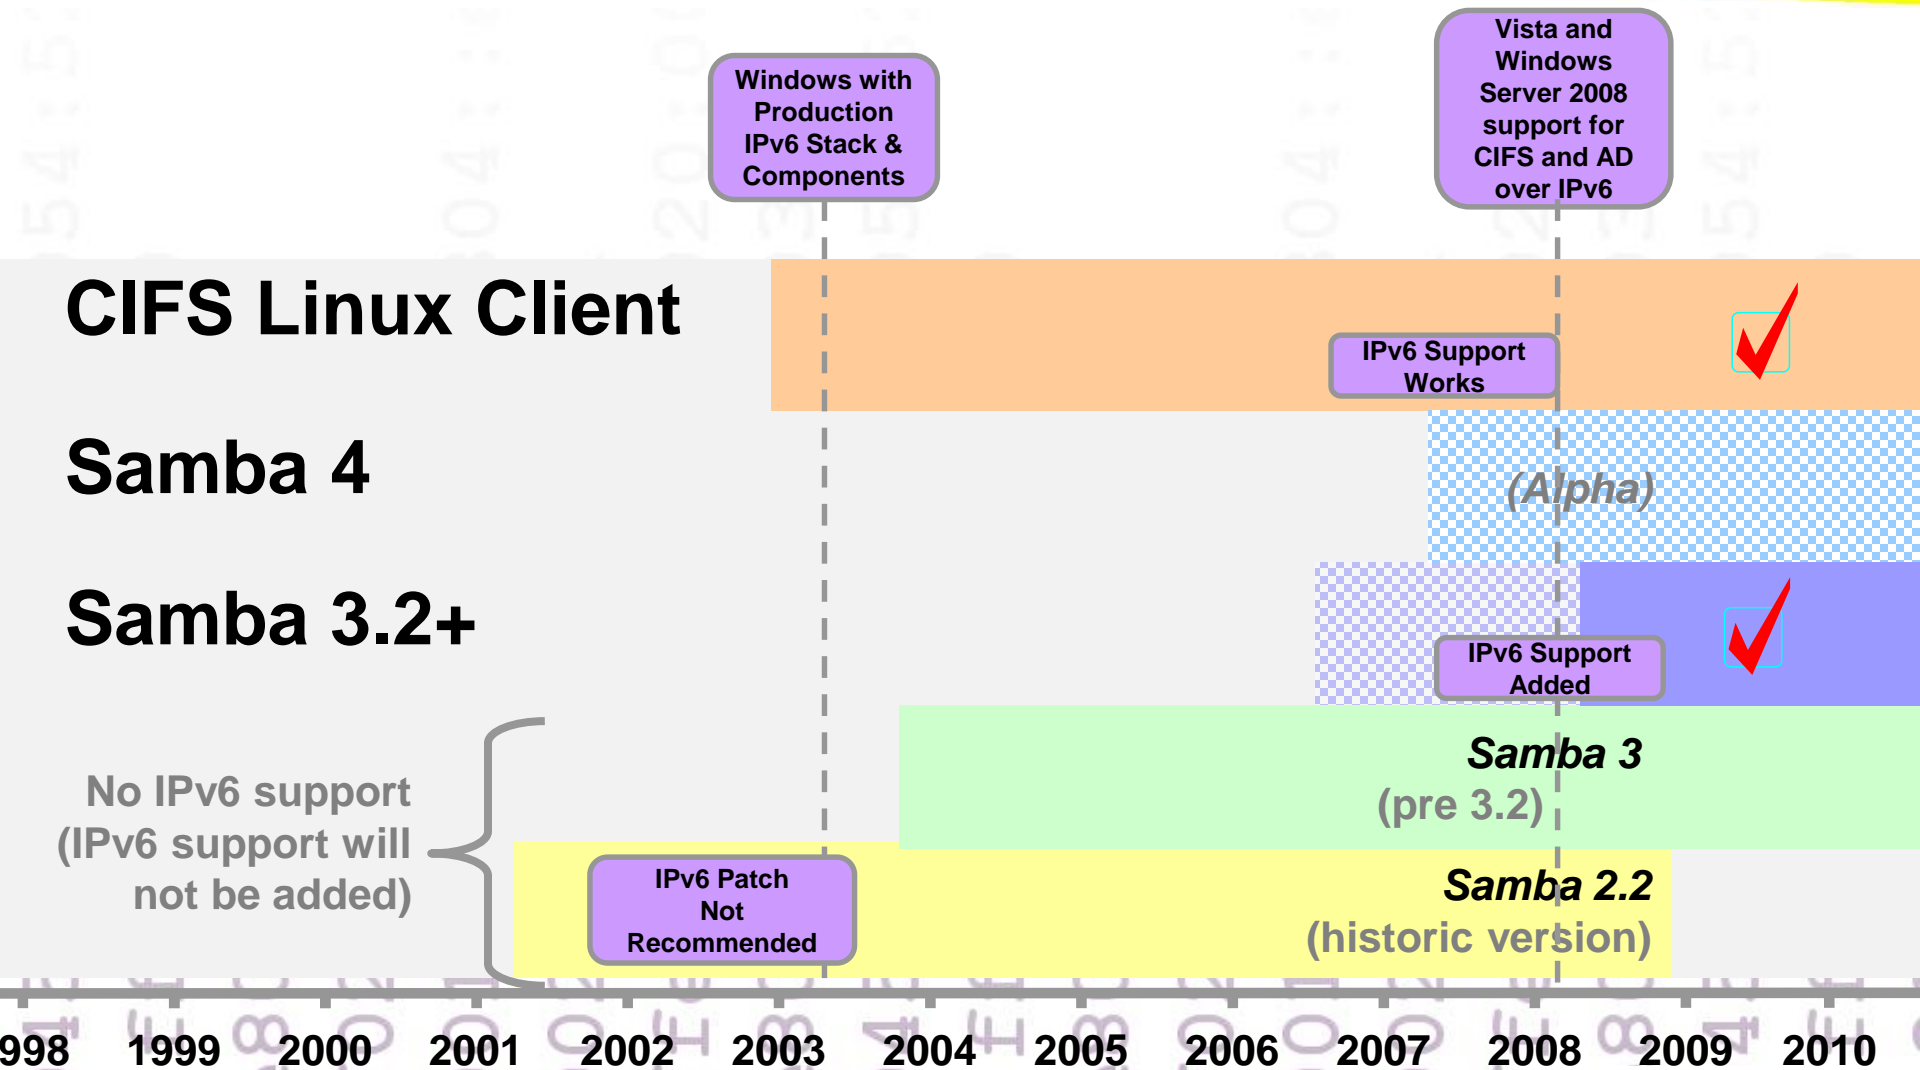 Windows with
Production
IPv6 Stack &
Components
Vista and
Windows
Server 2008
support for
CIFS and AD
over IPv6
CIFS Linux Client
IPv6 Support
Works
Samba 4
(Alpha)
Samba 3.2+
IPv6 Support
Added
Samba 3
(pre 3.2)
No IPv6 support
(IPv6 support will
not be added)
IPv6 Patch
Not
Recommended
Samba 2.2
(historic version)
998 1999 2000 2001 2002 2003 2004 2005 2006 2007 2008 2009 2010